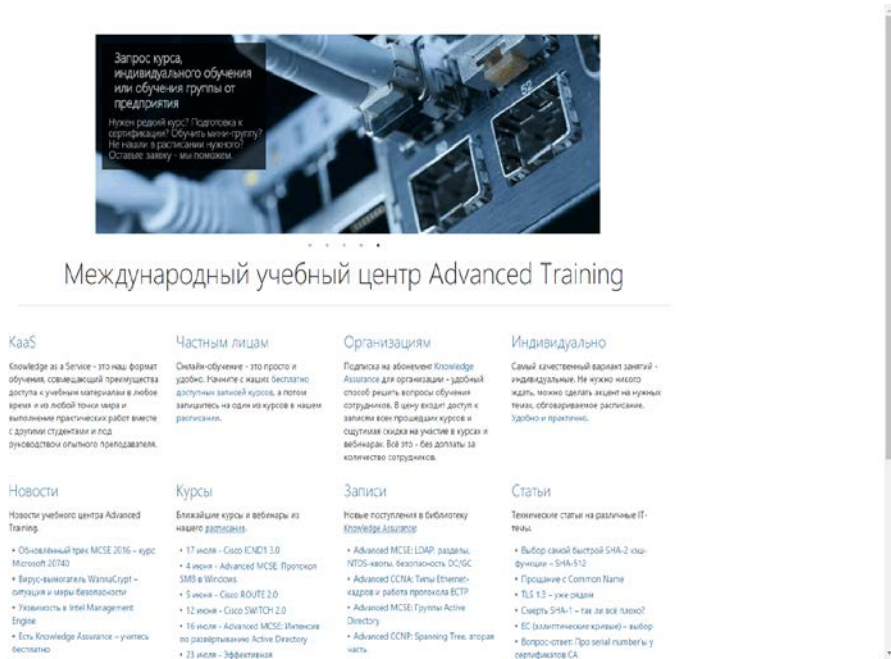 Запрос курса,
индивидуального обучения
или обучения группы от
предприятия
Нужен редкий курс? Подготовка к
сертификации? Обучить мини-группу?
Не нашли в расписании нужного?
Оставьте заявку - мы поможем.
Международный учебный центр Advanced Training
KaaS
Knowledge as a Service - это наш формат
обучения, совмещающий преимущества
доступа к учебным материалам в любое
время и из любой точки мира и
выполнение практических работ вместе
с другими студентами и под
руководством опытного преподавателя.
Частным лицам
Онлайн-обучение - это просто и
удобно. Начните с наших бесплатно
доступных записей курсов, а потом
запишитесь на один из курсов в нашем
расписании.
Организациям
Подписка на абонемент Knowledge
Assurance для организации - удобный
способ решить вопросы обучения
сотрудников. В цену входит доступ к
записям всех прошедших курсов и
ощутимая скидка на участие в курсах и
вебинарах. Всё это - без доплаты за
количество сотрудников.
Индивидуально
Самый качественный вариант занятий -
индивидуальные. Не нужно никого
ждать, можно сделать акцент на нужных
темах, обговариваемое расписание.
Удобно и практично.
Новости
Новости учебного центра Advanced
Training.
• Обновлённый трек MCSE 2016 – курс
Microsoft 20740
• Вирус-вымогатель WannaCrypt –
ситуация и меры безопасности
• Уязвимость в Intel Management
Engine
• Есть Knowledge Assurance – учитесь
бесплатно
Курсы
Ближайшие курсы и вебинары из
нашего расписания.
• 17 июля - Cisco ICND1 3.0
• 4 июня - Advanced MCSE: Протокол
SMB в Windows
• 5 июня - Cisco ROUTE 2.0
• 12 июня - Cisco SWITCH 2.0
• 16 июля - Advanced MCSE: Интенсив
по развёртыванию Active Directory
• 23 июля - Эффективная
Записи
Новые поступления в библиотеку
Knowledge Assurance:
• Advanced MCSE: LDAP, разделы,
NTDS-квоты, безопасность DC/GC
• Advanced CCNA: Типы Ethernet-
кадров и работа протокола ECTP
• Advanced MCSE: Группы Active
Directory
• Advanced CCNP: Spanning Tree, вторая
часть
Статьи
Технические статьи на различные IT-
темы.
• Выбор самой быстрой SHA-2 хэш-
функции – SHA-512
• Прощание с Common Name
• TLS 1.3 – уже рядом
• Смерть SHA-1 – так ли всё плохо?
• EC (эллиптические кривые) – выбор
• Вопрос-ответ: Про serial number'ы у
сертификатов CA